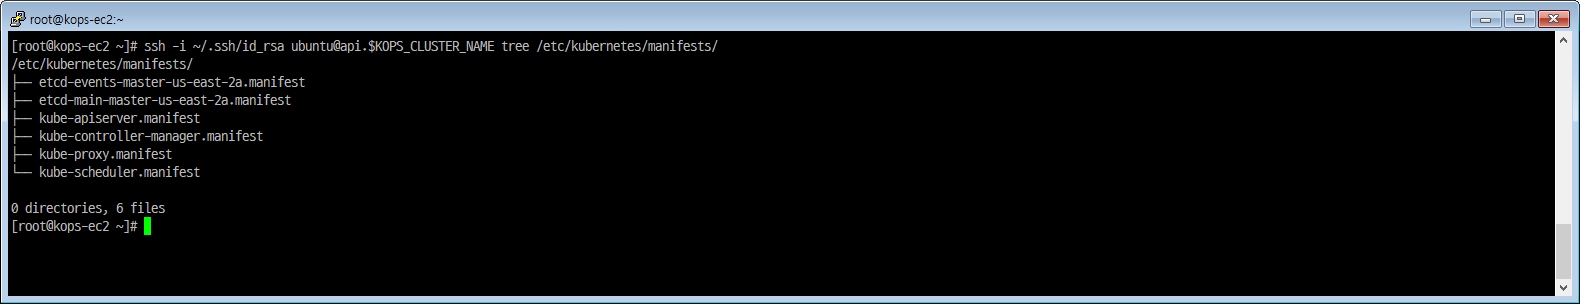 root@kops-ec2:~
[root@kops-ec2 ~]# ssh -i ~/.ssh/id_rsa ubuntu@api.$KOPS_CLUSTER_NAME tree /etc/kubernetes/manifests/
/etc/kubernetes/manifests/
├── etcd-events-master-us-east-2a.manifest
├── etcd-main-master-us-east-2a.manifest
├── kube-apiserver.manifest
├── kube-controller-manager.manifest
├── kube-proxy.manifest
└── kube-scheduler.manifest
0 directories, 6 files
[root@kops-ec2 ~]#